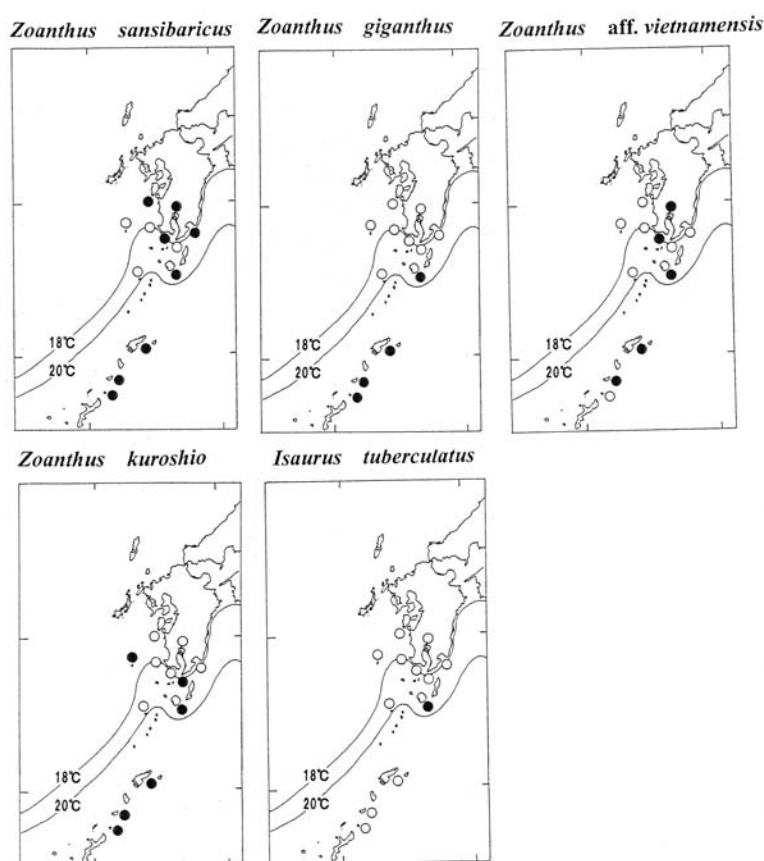 Zoanthus sansibaricus
Zoanthus giganthus
Zoanthus aff. vietnamensis
18℃
20℃
18℃
20℃
18℃
20℃
Zoanthus kuroshio
Isaurus tuberculatus
18℃
20℃
18℃
20℃